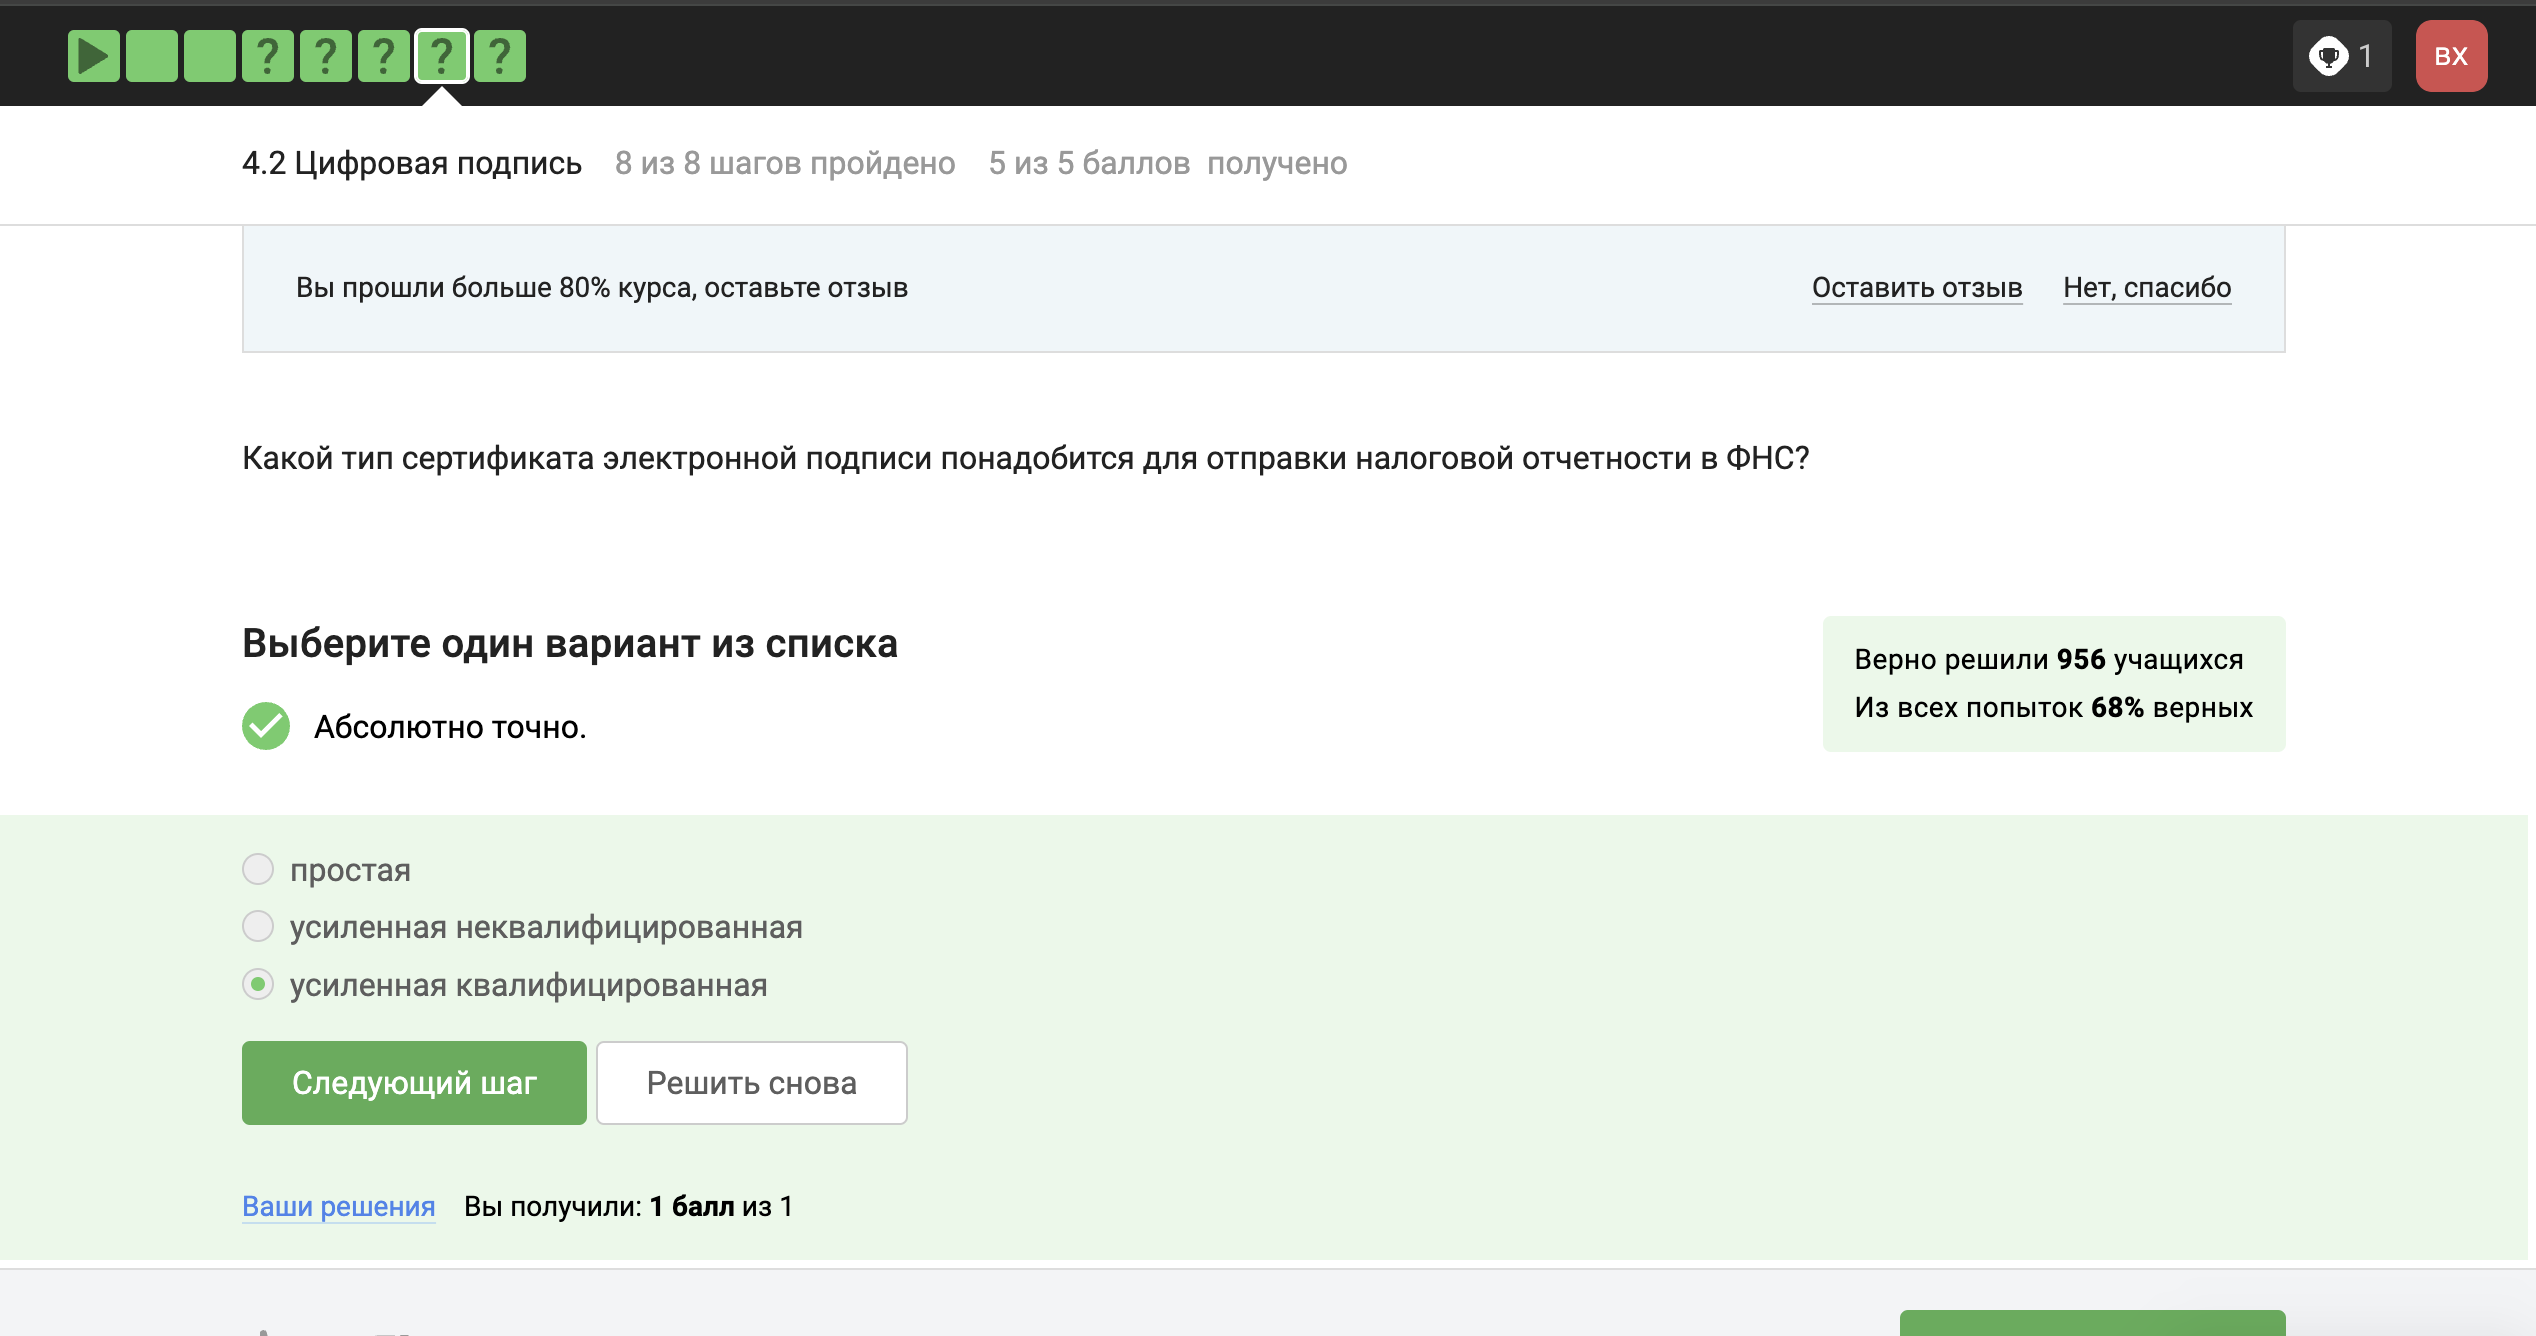 ? ? ? ? ?
1
ВХ
4.2 Цифровая подпись 8 из 8 шагов пройдено 5 из 5 баллов получено
Вы прошли больше 80% курса, оставьте отзыв Оставить отзыв Нет, спасибо
Какой тип сертификата электронной подписи понадобится для отправки налоговой отчетности в ФНС?
Выберите один вариант из списка
Абсолютно точно.
Верно решили 956 учащихся
Из всех попыток 68% верных
простая
усиленная неквалифицированная
усиленная квалифицированная
Следующий шаг Решить снова
Ваши решения Вы получили: 1 балл из 1